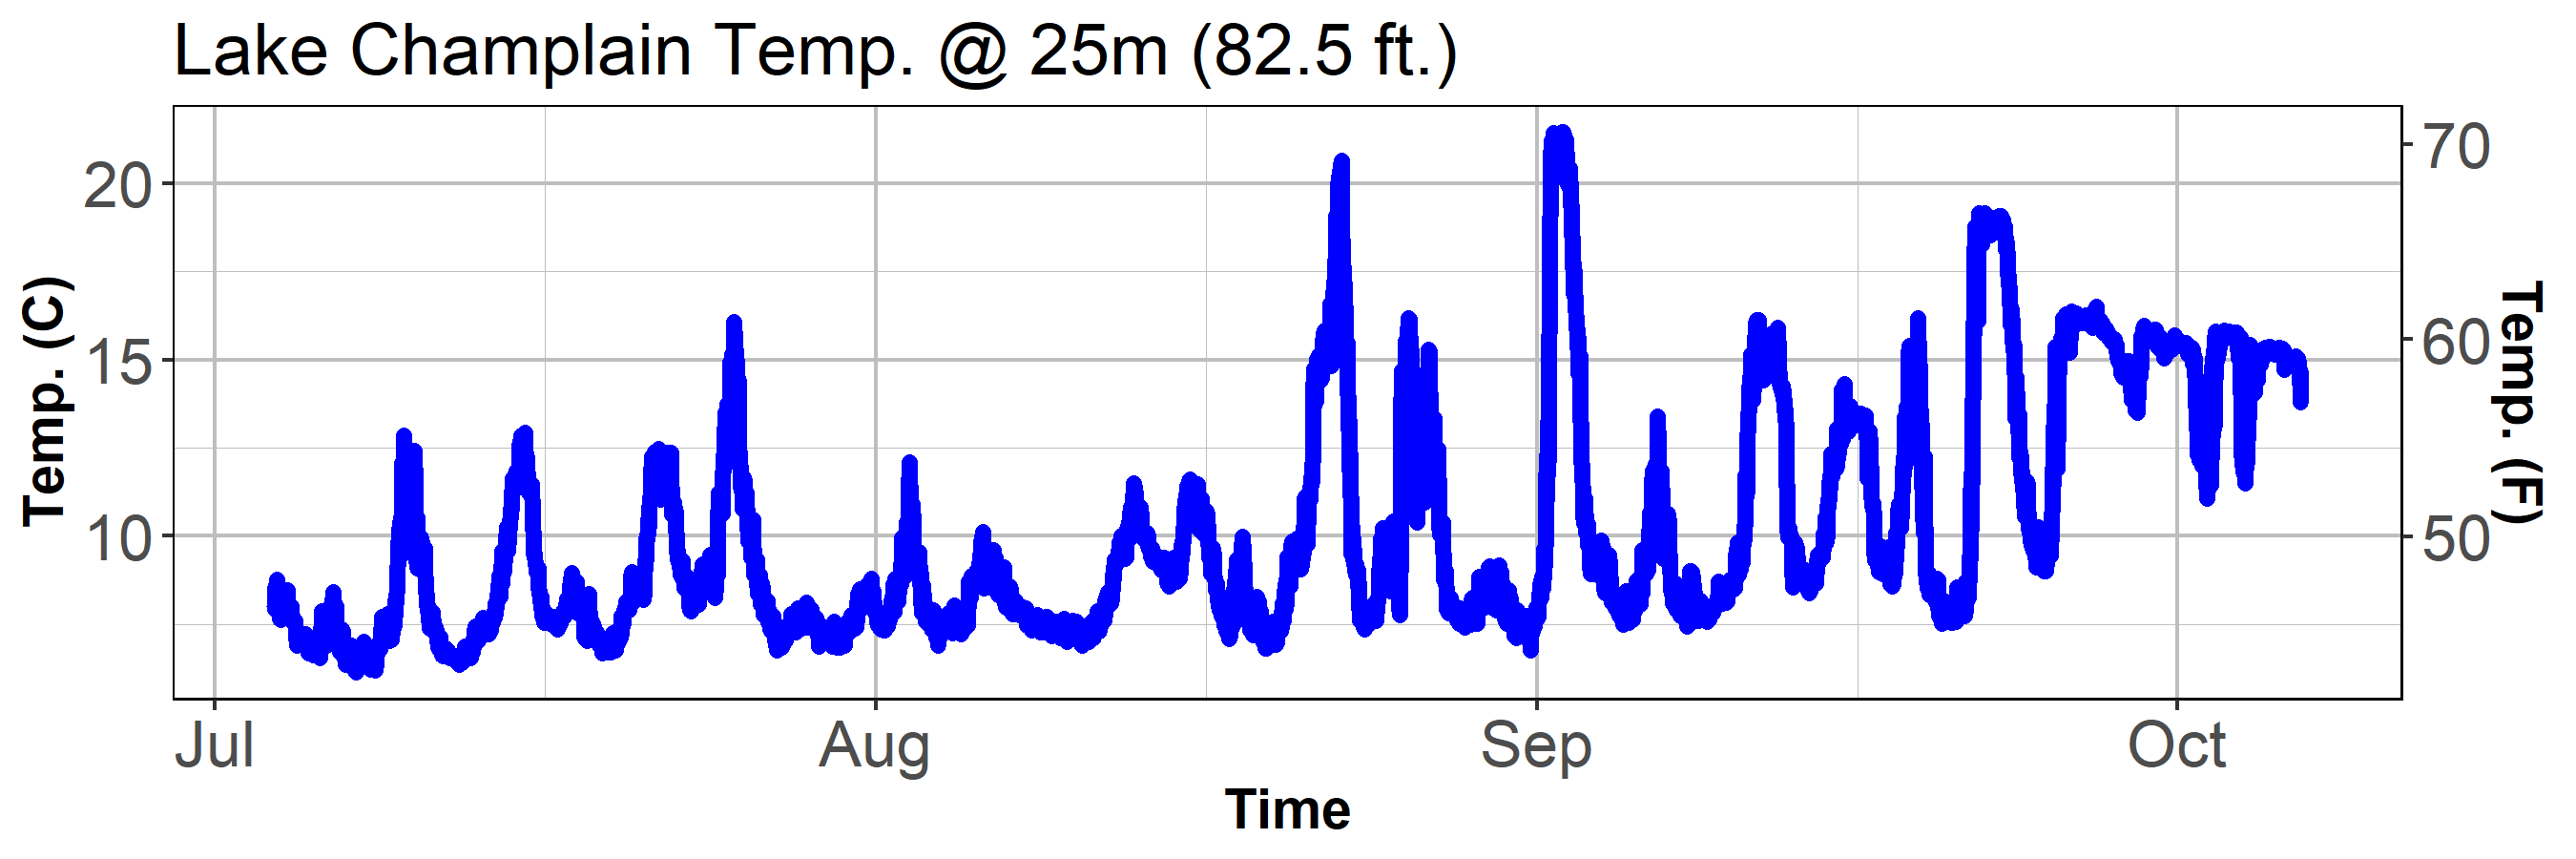 Lake Champlain Temp. @ 25m (82.5 ft.)
Temp. (C)
20
15
10
70
60
50
Temp. (F)
Jul Aug Sep Oct
Time